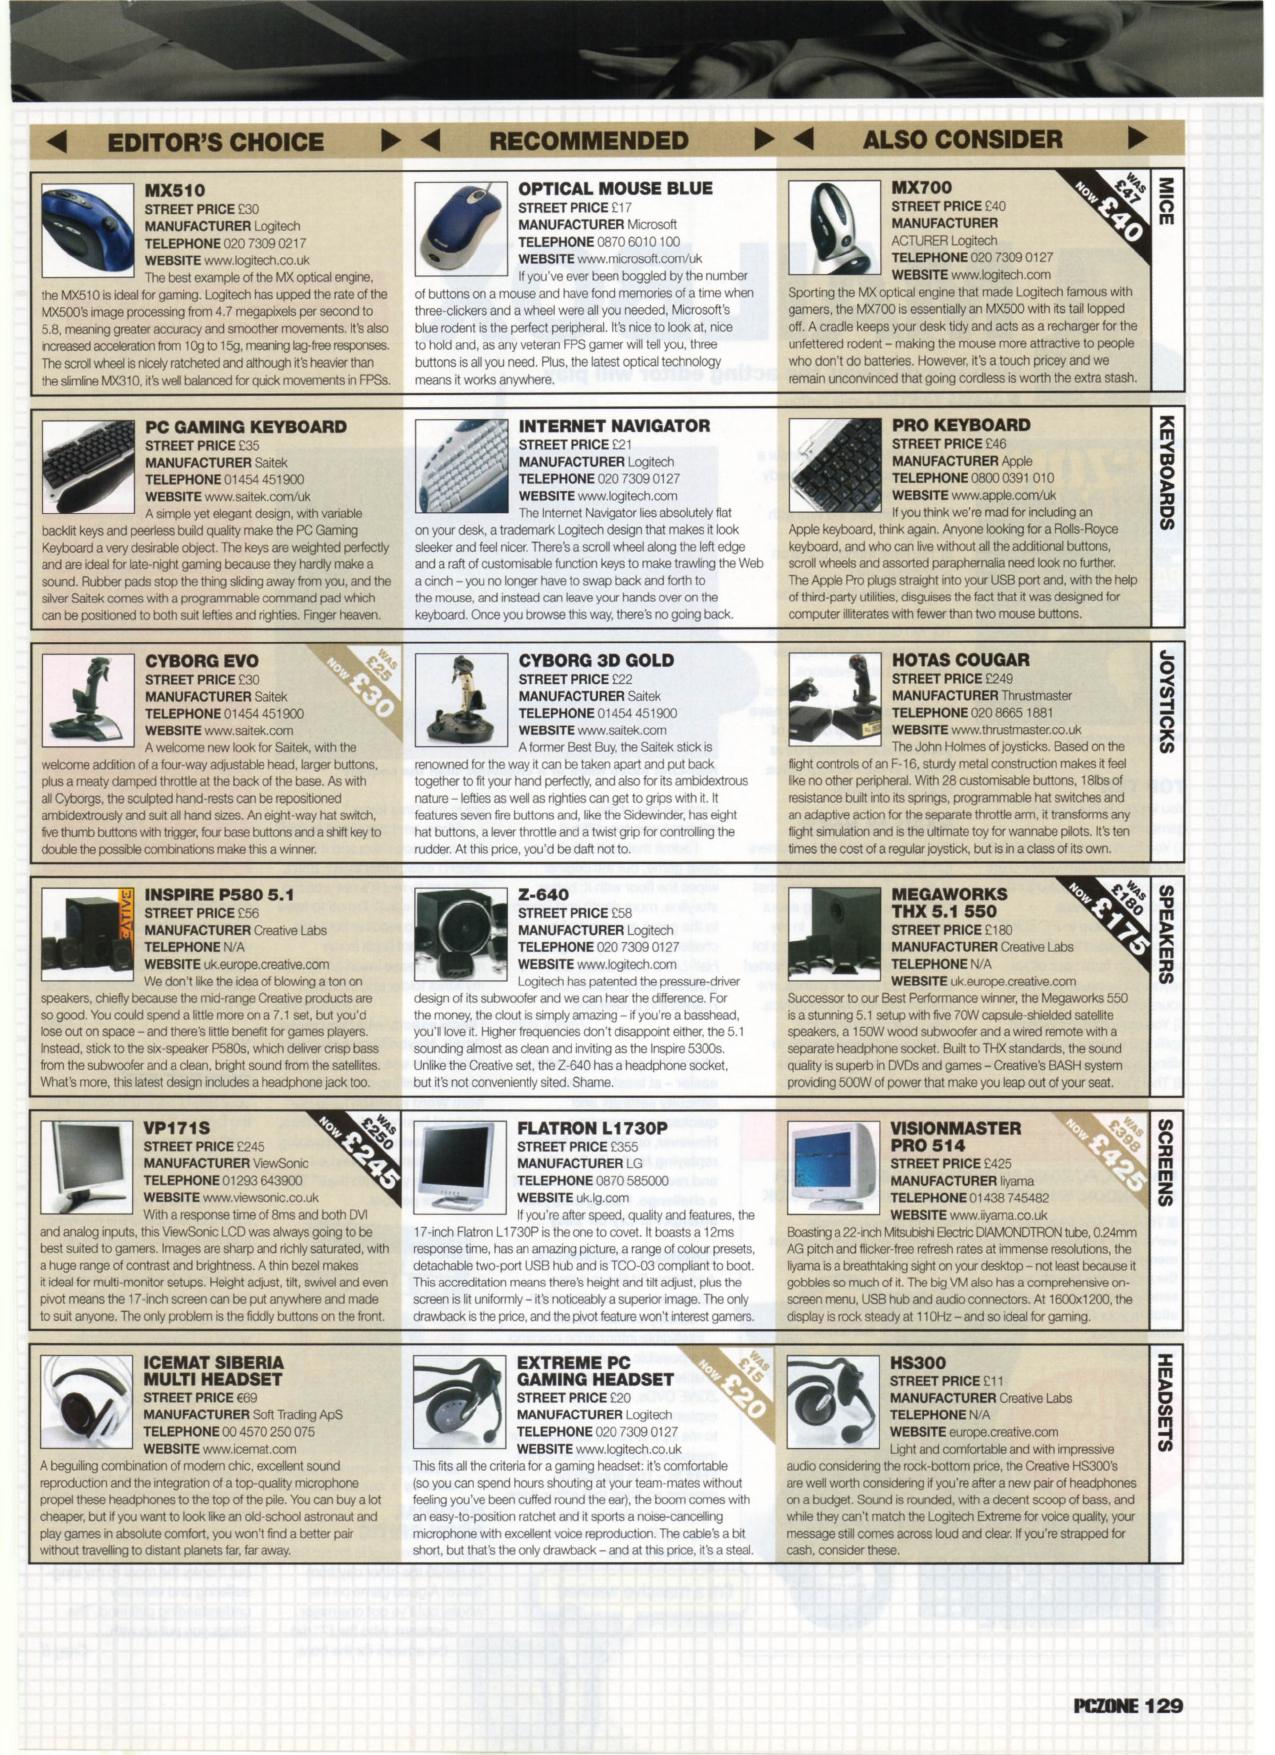 EDITOR'S CHOICE
RECOMMENDED
ALSO CONSIDER
MICE
MX510
STREET PRICE £30
MANUFACTURER Logitech
TELEPHONE 020 7309 0217
WEBSITE www.logitech.co.uk
The best example of the MX optical engine,
the MX510 is ideal for gaming. Logitech has upped the rate of the
MX500's image processing from 4.7 megapixels per second to
5.8, meaning greater accuracy and smoother movements. It's also
increased acceleration from 10g to 15g, meaning lag-free responses.
The scroll wheel is nicely ratcheted and although it's heavier than
the slimline MX310, it's well balanced for quick movements in FPSs.
OPTICAL MOUSE BLUE
STREET PRICE £17
MANUFACTURER Microsoft
TELEPHONE 0870 6010 100
WEBSITE www.microsoft.com/uk
If you've ever been boggled by the number
of buttons on a mouse and have fond memories of a time when
three-clickers and a wheel were all you needed, Microsoft's
blue rodent is the perfect peripheral. It's nice to look at, nice
to hold and, as any veteran FPS gamer will tell you, three
buttons is all you need. Plus, the latest optical technology
means it works anywhere.
MX700
STREET PRICE £40
MANUFACTURER
ACTURER Logitech
TELEPHONE 020 7309 0127
WEBSITE www.logitech.com
WAS £47
NOW £40
Sporting the MX optical engine that made Logitech famous with
gamers, the MX700 is essentially an MX500 with its tail lopped
off. A cradle keeps your desk tidy and acts as a recharger for the
unfettered rodent – making the mouse more attractive to people
who don't do batteries. However, it's a touch pricey and we
remain unconvinced that going cordless is worth the extra stash.
KEYBOARDS
PC GAMING KEYBOARD
STREET PRICE £35
MANUFACTURER Saitek
TELEPHONE 01454 451900
WEBSITE www.saitek.com/uk
A simple yet elegant design, with variable
backlit keys and peerless build quality make the PC Gaming
Keyboard a very desirable object. The keys are weighted perfectly
and are ideal for late-night gaming because they hardly make a
sound. Rubber pads stop the thing sliding away from you, and the
silver Saitek comes with a programmable command pad which
can be positioned to both suit lefties and righties. Finger heaven.
INTERNET NAVIGATOR
STREET PRICE £21
MANUFACTURER Logitech
TELEPHONE 020 7309 0127
WEBSITE www.logitech.com
The Internet Navigator lies absolutely flat
on your desk, a trademark Logitech design that makes it look
sleeker and feel nicer. There's a scroll wheel along the left edge
and a raft of customisable function keys to make trawling the Web
a cinch – you no longer have to swap back and forth to
the mouse, and instead can leave your hands over on the
keyboard. Once you browse this way, there's no going back.
PRO KEYBOARD
STREET PRICE £46
MANUFACTURER Apple
TELEPHONE 0800 0391 010
WEBSITE www.apple.com/uk
If you think we're mad for including an
Apple keyboard, think again. Anyone looking for a Rolls-Royce
keyboard, and who can live without all the additional buttons,
scroll wheels and assorted paraphernalia need look no further.
The Apple Pro plugs straight into your USB port and, with the help
of third-party utilities, disguises the fact that it was designed for
computer illiterates with fewer than two mouse buttons.
JOYSTICKS
CYBORG EVO
STREET PRICE £30
MANUFACTURER Saitek
TELEPHONE 01454 451900
WEBSITE www.saitek.com
WAS £25
NOW £30
A welcome new look for Saitek, with the
welcome addition of a four-way adjustable head, larger buttons,
plus a meaty damped throttle at the back of the base. As with
all Cyborgs, the sculpted hand-rests can be repositioned
ambidextrously and suit all hand sizes. An eight-way hat switch,
five thumb buttons with trigger, four base buttons and a shift key to
double the possible combinations make this a winner.
CYBORG 3D GOLD
STREET PRICE £22
MANUFACTURER Saitek
TELEPHONE 01454 451900
WEBSITE www.saitek.com
A former Best Buy, the Saitek stick is
renowned for the way it can be taken apart and put back
together to fit your hand perfectly, and also for its ambidextrous
nature – lefties as well as righties can get to grips with it. It
features seven fire buttons and, like the Sidewinder, has eight
hat buttons, a lever throttle and a twist grip for controlling the
rudder. At this price, you'd be daft not to.
HOTAS COUGAR
STREET PRICE £249
MANUFACTURER Thrustmaster
TELEPHONE 020 8665 1881
WEBSITE www.thrustmaster.co.uk
The John Holmes of joysticks. Based on the
flight controls of an F-16, sturdy metal construction makes it feel
like no other peripheral. With 28 customisable buttons, 18lbs of
resistance built into its springs, programmable hat switches and
an adaptive action for the separate throttle arm, it transforms any
flight simulation and is the ultimate toy for wannabe pilots. It's ten
times the cost of a regular joystick, but is in a class of its own.
SPEAKERS
INSPIRE P580 5.1
STREET PRICE £56
MANUFACTURER Creative Labs
TELEPHONE N/A
WEBSITE uk.europe.creative.com
We don't like the idea of blowing a ton on
speakers, chiefly because the mid-range Creative products are
so good. You could spend a little more on a 7.1 set, but you'd
lose out on space – and there's little benefit for games players.
Instead, stick to the six-speaker P580s, which deliver crisp bass
from the subwoofer and a clean, bright sound from the satellites.
What's more, this latest design includes a headphone jack too.
Z-640
STREET PRICE £58
MANUFACTURER Logitech
TELEPHONE 020 7309 0127
WEBSITE www.logitech.com
Logitech has patented the pressure-driver
design of its subwoofer and we can hear the difference. For
the money, the clout is simply amazing – if you're a basshead,
you'll love it. Higher frequencies don't disappoint either, the 5.1
sounding almost as clean and inviting as the Inspire 5300s.
Unlike the Creative set, the Z-640 has a headphone socket,
but it's not conveniently sited. Shame.
MEGAWORKS
THX 5.1 550
STREET PRICE £180
MANUFACTURER Creative Labs
TELEPHONE N/A
WEBSITE uk.europe.creative.com
WAS £180
NOW £175
Successor to our Best Performance winner, the Megaworks 550
is a stunning 5.1 setup with five 70W capsule-shielded satellite
speakers, a 150W wood subwoofer and a wired remote with a
separate headphone socket. Built to THX standards, the sound
quality is superb in DVDs and games – Creative's BASH system
providing 500W of power that make you leap out of your seat.
SCREENS
VP171S
STREET PRICE £245
MANUFACTURER ViewSonic
TELEPHONE 01293 643900
WEBSITE www.viewsonic.co.uk
WAS £250
NOW £245
With a response time of 8ms and both DVI
and analog inputs, this ViewSonic LCD was always going to be
best suited to gamers. Images are sharp and richly saturated, with
a huge range of contrast and brightness. A thin bezel makes
it ideal for multi-monitor setups. Height adjust, tilt, swivel and even
pivot means the 17-inch screen can be put anywhere and made
to suit anyone. The only problem is the fiddly buttons on the front.
FLATRON L1730P
STREET PRICE £355
MANUFACTURER LG
TELEPHONE 0870 585000
WEBSITE uk.lg.com
If you're after speed, quality and features, the
17-inch Flatron L1730P is the one to covet. It boasts a 12ms
response time, has an amazing picture, a range of colour presets,
detachable two-port USB hub and is TCO-03 compliant to boot.
This accreditation means there's height and tilt adjust, plus the
screen is lit uniformly – it's noticeably a superior image. The only
drawback is the price, and the pivot feature won't interest gamers.
VISIONMASTER
PRO 514
STREET PRICE £425
MANUFACTURER Iiyama
TELEPHONE 01438 745482
WEBSITE www.iiyama.co.uk
WAS £398
NOW £425
Boasting a 22-inch Mitsubishi Electric DIAMONDTRON tube, 0.24mm
AG pitch and flicker-free refresh rates at immense resolutions, the
Iiyama is a breathtaking sight on your desktop – not least because it
gobbles so much of it. The big VM also has a comprehensive on-
screen menu, USB hub and audio connectors. At 1600x1200, the
display is rock steady at 110Hz – and so ideal for gaming.
HEADSETS
ICEMAT SIBERIA
MULTI HEADSET
STREET PRICE €69
MANUFACTURER Soft Trading ApS
TELEPHONE 00 4570 250 075
WEBSITE www.icemat.com
A beguiling combination of modern chic, excellent sound
reproduction and the integration of a top-quality microphone
propel these headphones to the top of the pile. You can buy a lot
cheaper, but if you want to look like an old-school astronaut and
play games in absolute comfort, you won't find a better pair
without travelling to distant planets far, far away.
EXTREME PC
GAMING HEADSET
STREET PRICE £20
MANUFACTURER Logitech
TELEPHONE 020 7309 0127
WEBSITE www.logitech.co.uk
WAS £15
NOW £20
This fits all the criteria for a gaming headset: it's comfortable
(so you can spend hours shouting at your team-mates without
feeling you've been cuffed round the ear), the boom comes with
an easy-to-position ratchet and it sports a noise-cancelling
microphone with excellent voice reproduction. The cable's a bit
short, but that's the only drawback – and at this price, it's a steal.
HS300
STREET PRICE £11
MANUFACTURER Creative Labs
TELEPHONE N/A
WEBSITE europe.creative.com
Light and comfortable and with impressive
audio considering the rock-bottom price, the Creative HS300's
are well worth considering if you're after a new pair of headphones
on a budget. Sound is rounded, with a decent scoop of bass, and
while they can't match the Logitech Extreme for voice quality, your
message still comes across loud and clear. If you're strapped for
cash, consider these.
PCZONE 129